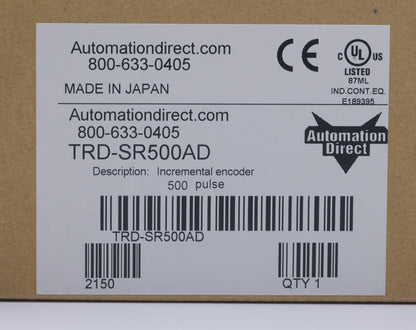 Automationdirect.com
800-633-0405
MADE IN JAPAN
CE
C UL US
LISTED
87ML
IND.CONT.EQ.
E189395
Automationdirect.com
800-633-0405
TRD-SR500AD
Description: Incremental encoder
500 pulse
Automation
Direct
TRD-SR500AD
2150
QTY 1